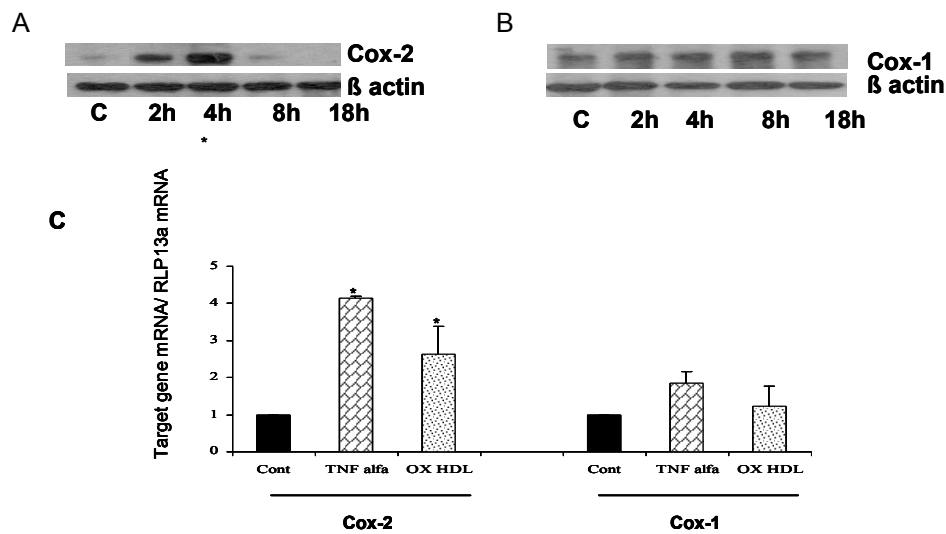 A
B
Cox-2
ß actin
C 2h 4h 8h 18h
*
Cox-1
ß actin
C 2h 4h 8h 18h
C
Target gene mRNA/ RLP13a mRNA
5
4
3
2
1
0
*
*
Cont TNF alfa OX HDL Cont TNF alfa OX HDL
Cox-2 Cox-1